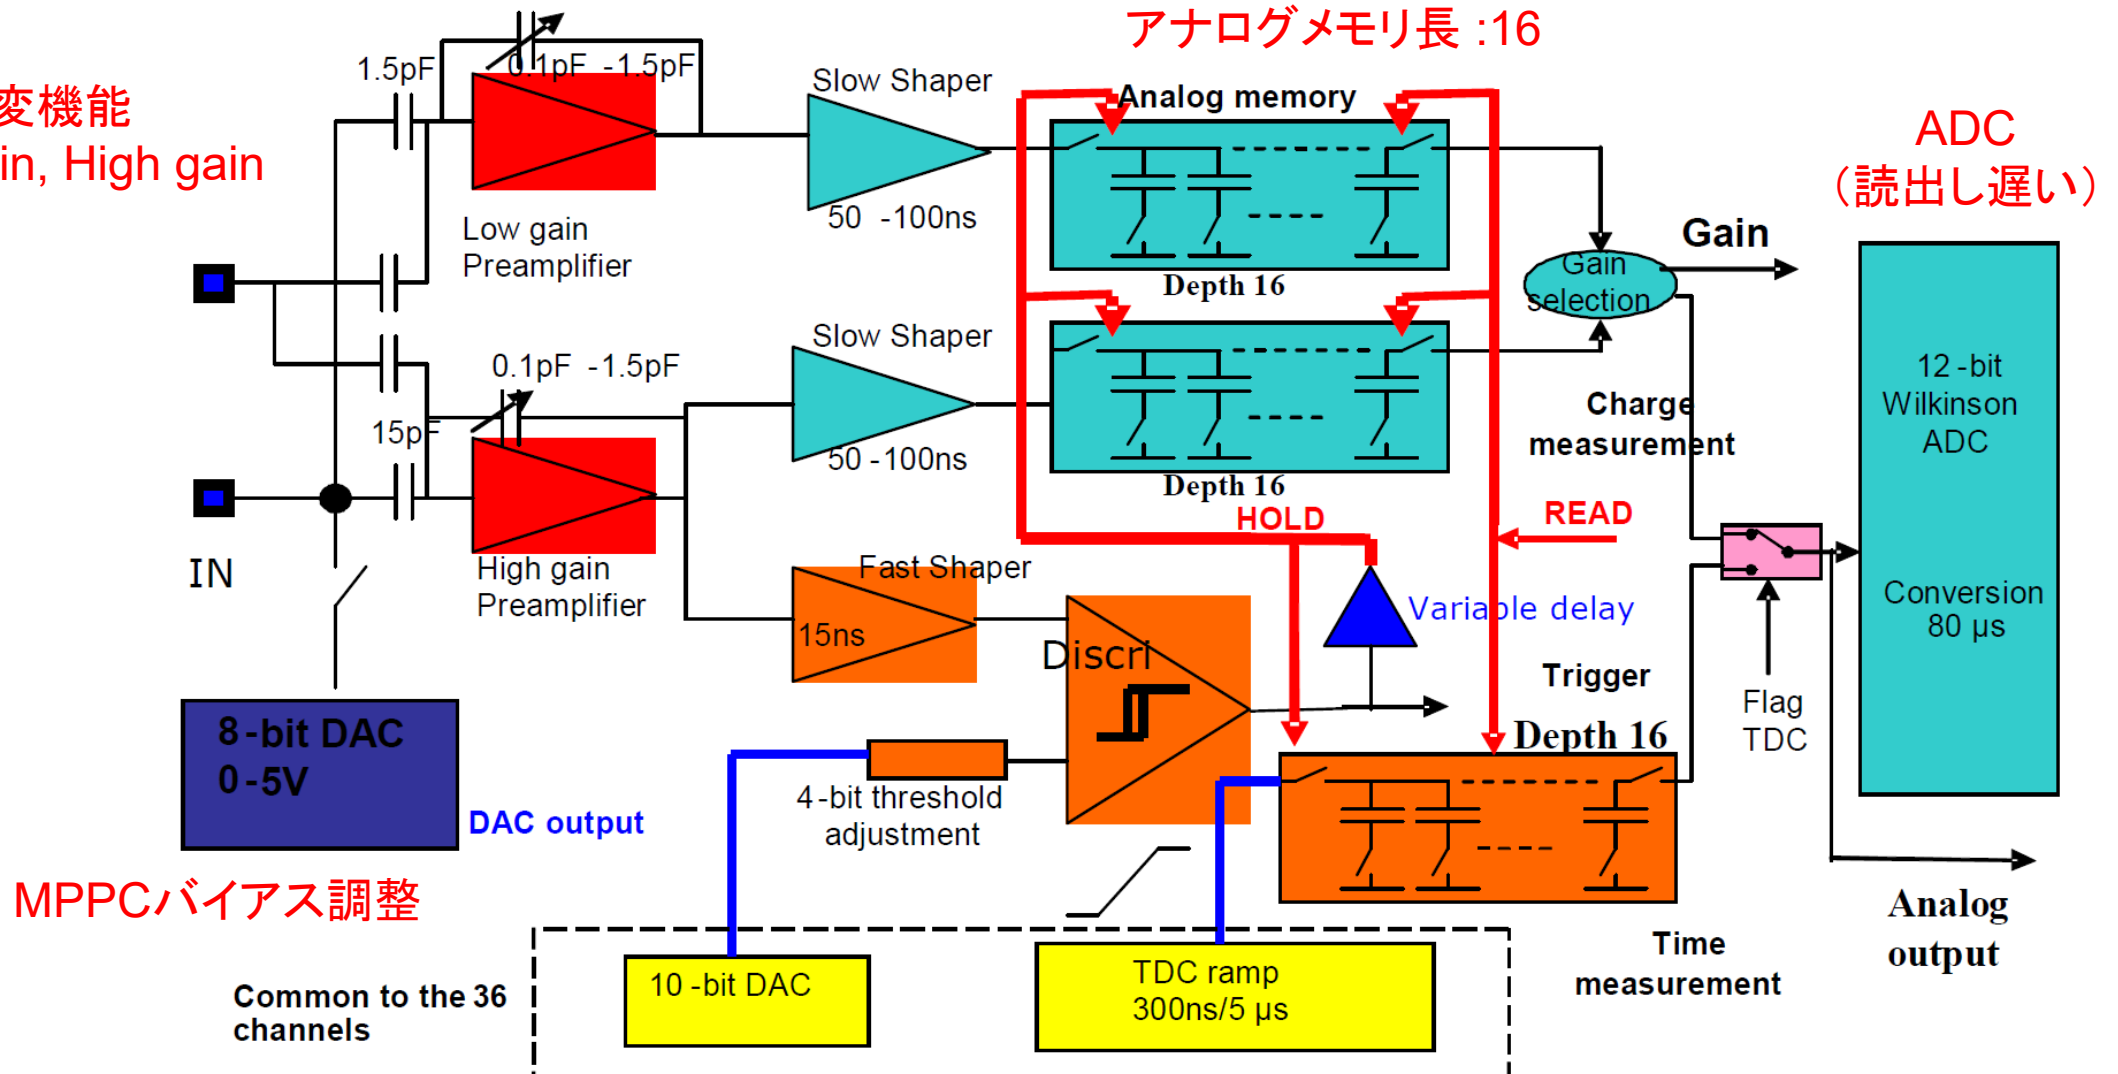 アナログメモリ長 :16
変機能
in, High gain
1.5pF
0.1pF -1.5pF
Slow Shaper
50 -100ns
Low gain
Preamplifier
Analog memory
Depth 16
ADC
(読出し遅い)
Gain
Gain
selection
Slow Shaper
50 -100ns
0.1pF -1.5pF
15pF
Depth 16
12 -bit
Wilkinson
ADC
Conversion
80 µs
Charge
measurement
HOLD
READ
IN
High gain
Preamplifier
Fast Shaper
15ns
Discri
Variable delay
Trigger
Flag
TDC
Depth 16
8-bit DAC
0-5V
DAC output
4-bit threshold
adjustment
MPPCバイアス調整
Analog
output
Time
measurement
Common to the 36
channels
10 -bit DAC
TDC ramp
300ns/5 µs